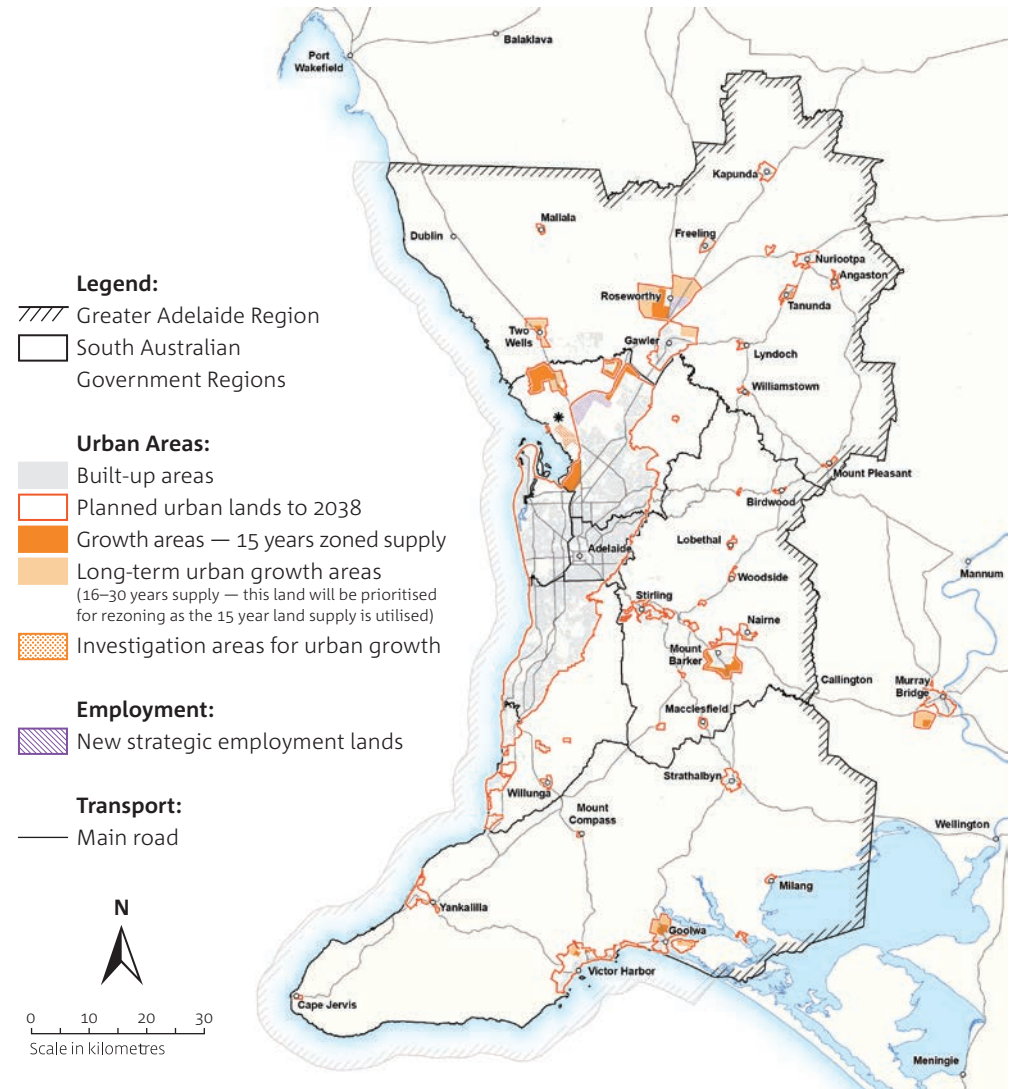 Balaklava
Port
Wakefield
Kapunda
Mallala
Dublin
Freeling
Nuriootpa
Angaston
Tanunda
Roseworthy
Two
Wells
Gawler
Lyndoch
Williamstown
Mount Pleasant
Birdwood
Adelaide
Lobethal
Mannum
Woodside
Stirling
Nairne
Mount
Barker
Callington
Murray
Bridge
Macclesfield
Strathalbyn
Willunga
Mount
Compass
Wellington
Milang
Yankalilla
Goolwa
Victor Harbor
Cape Jervis
Meningie
Legend:
Greater Adelaide Region
South Australian
Government Regions
Urban Areas:
Built-up areas
Planned urban lands to 2038
Growth areas — 15 years zoned supply
Long-term urban growth areas
(16–30 years supply — this land will be prioritised
for rezoning as the 15 year land supply is utilised)
Investigation areas for urban growth
Employment:
New strategic employment lands
Transport:
Main road
N
0 10 20 30
Scale in kilometres